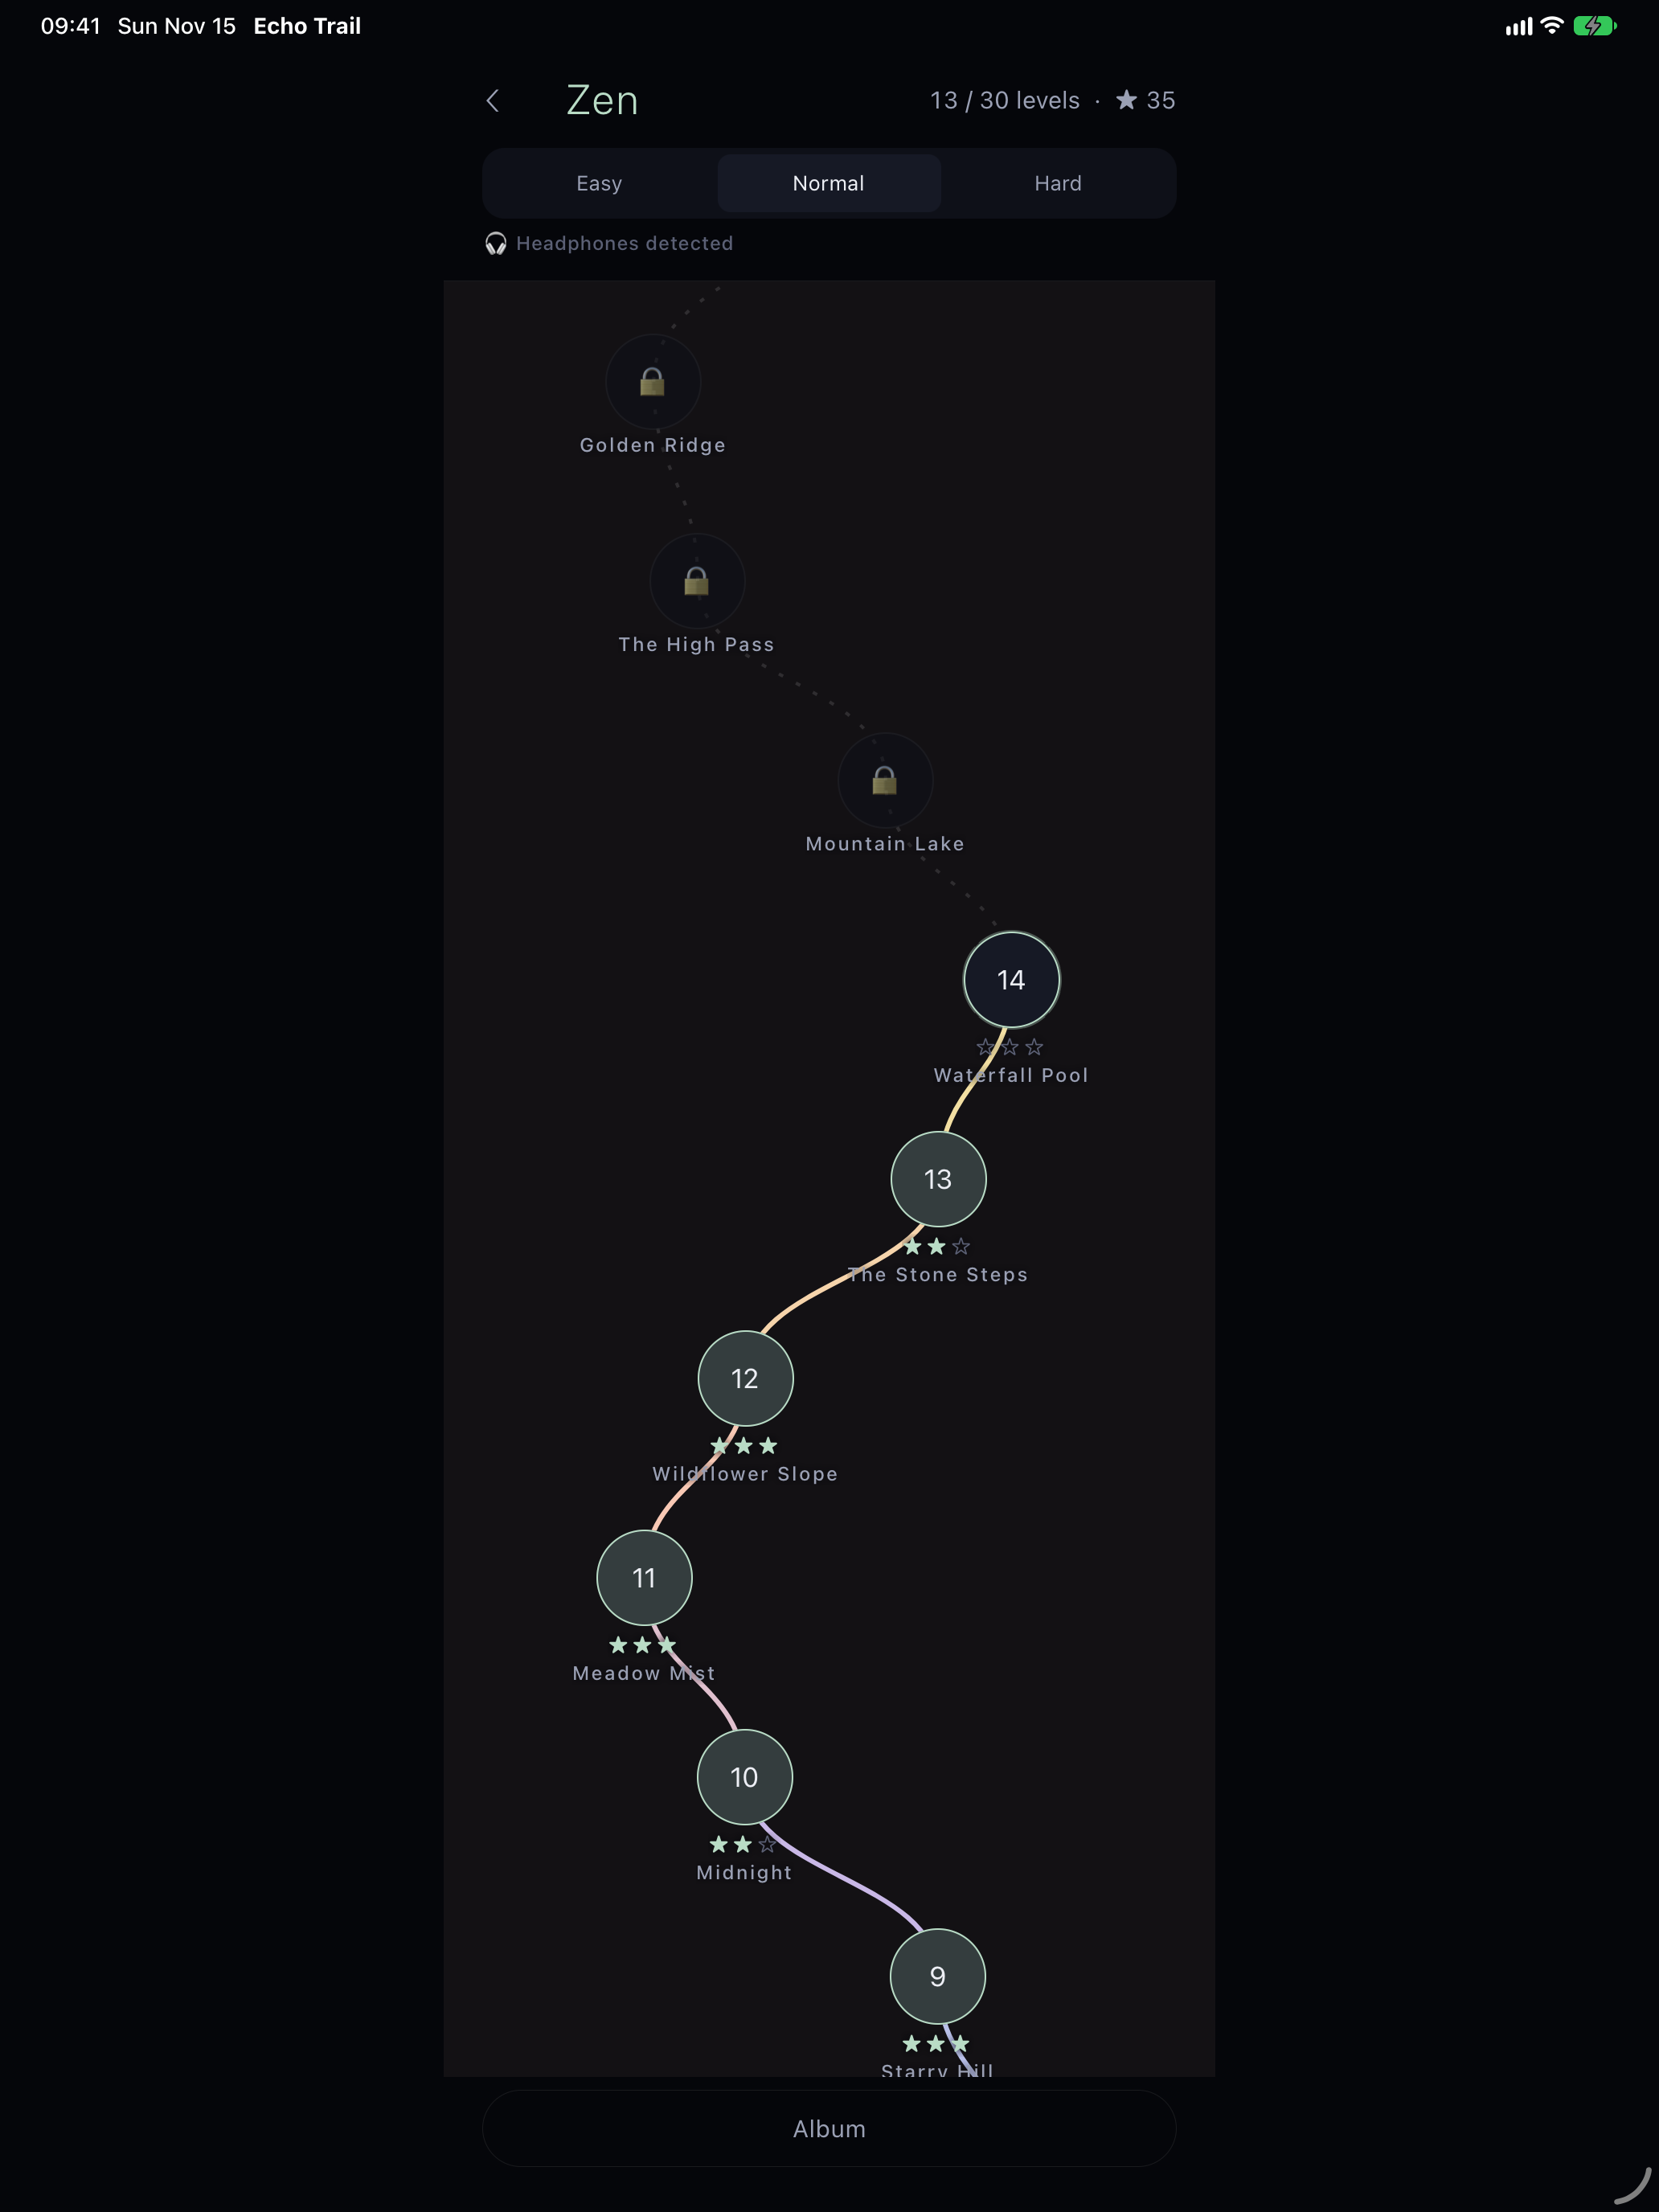 09:41 Sun Nov 15 Echo Trail
Zen
13 / 30 levels · ★ 35
Easy
Normal
Hard
Headphones detected
Golden Ridge
The High Pass
Mountain Lake
14
☆☆☆
Waterfall Pool
13
★★☆
The Stone Steps
12
★★★
Wildflower Slope
11
★★★
Meadow Mist
10
★★☆
Midnight
9
★★★
Starry Hill
Album